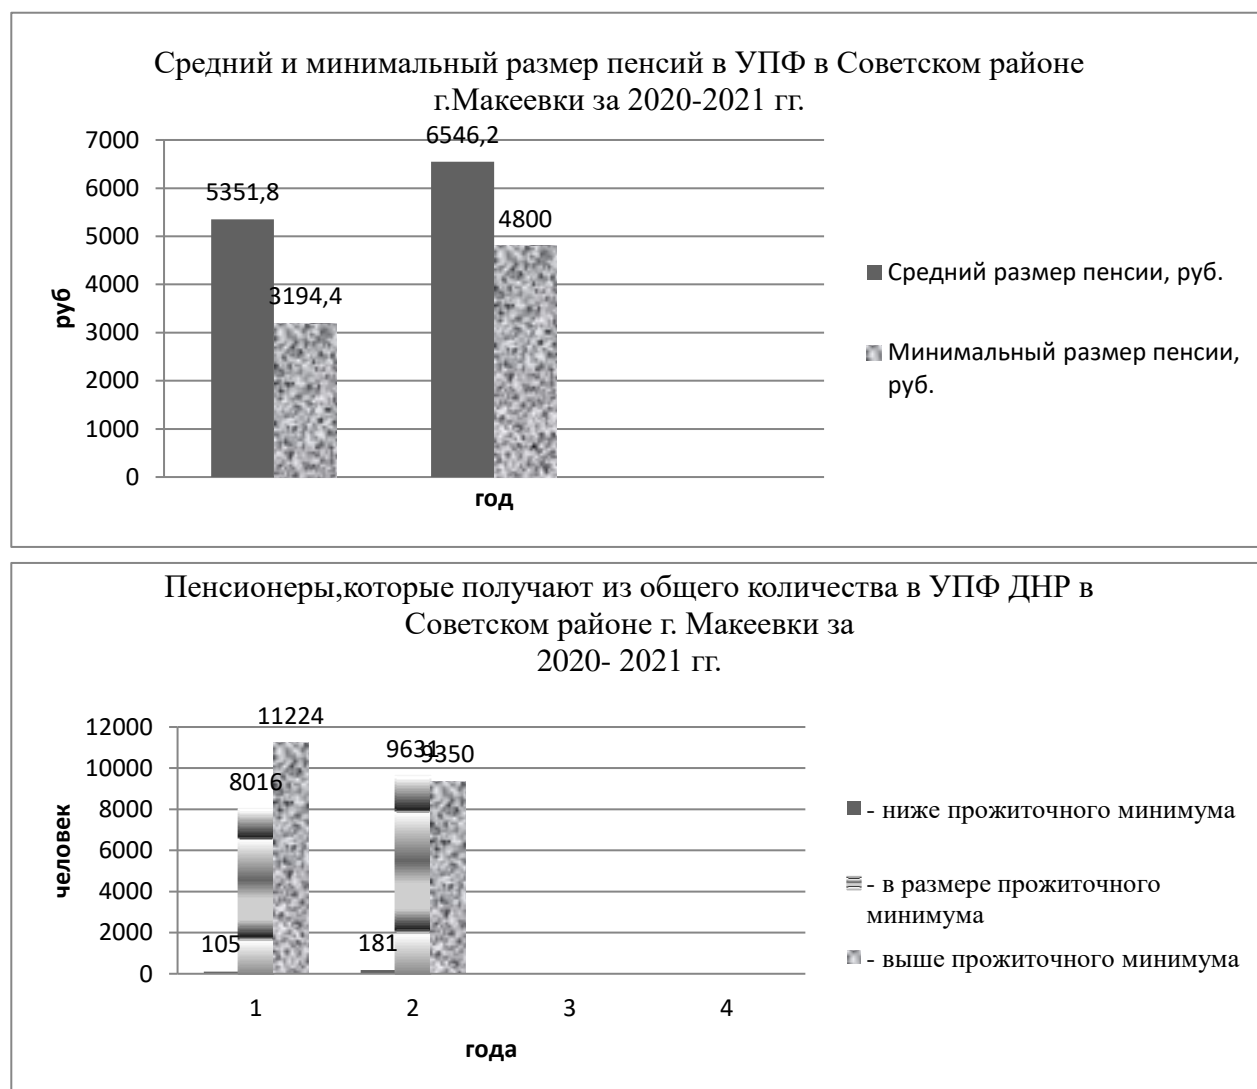 Средний и минимальный размер пенсий в УПФ в Советском районе
г.Макеевки за 2020-2021 гг.
7000
6000
5000
4000
3000
2000
1000
0
руб
5351,8
3194,4
6546,2
4800
год
Средний размер пенсии, руб.
Минимальный размер пенсии,
руб.
Пенсионеры,которые получают из общего количества в УПФ ДНР в
Советском районе г. Макеевки за
2020- 2021 гг.
12000
10000
8000
6000
4000
2000
0
человек
105
8016
11224
181
9631
9350
1 2 3 4
года
- ниже прожиточного минимума
- в размере прожиточного
минимума
- выше прожиточного минимума